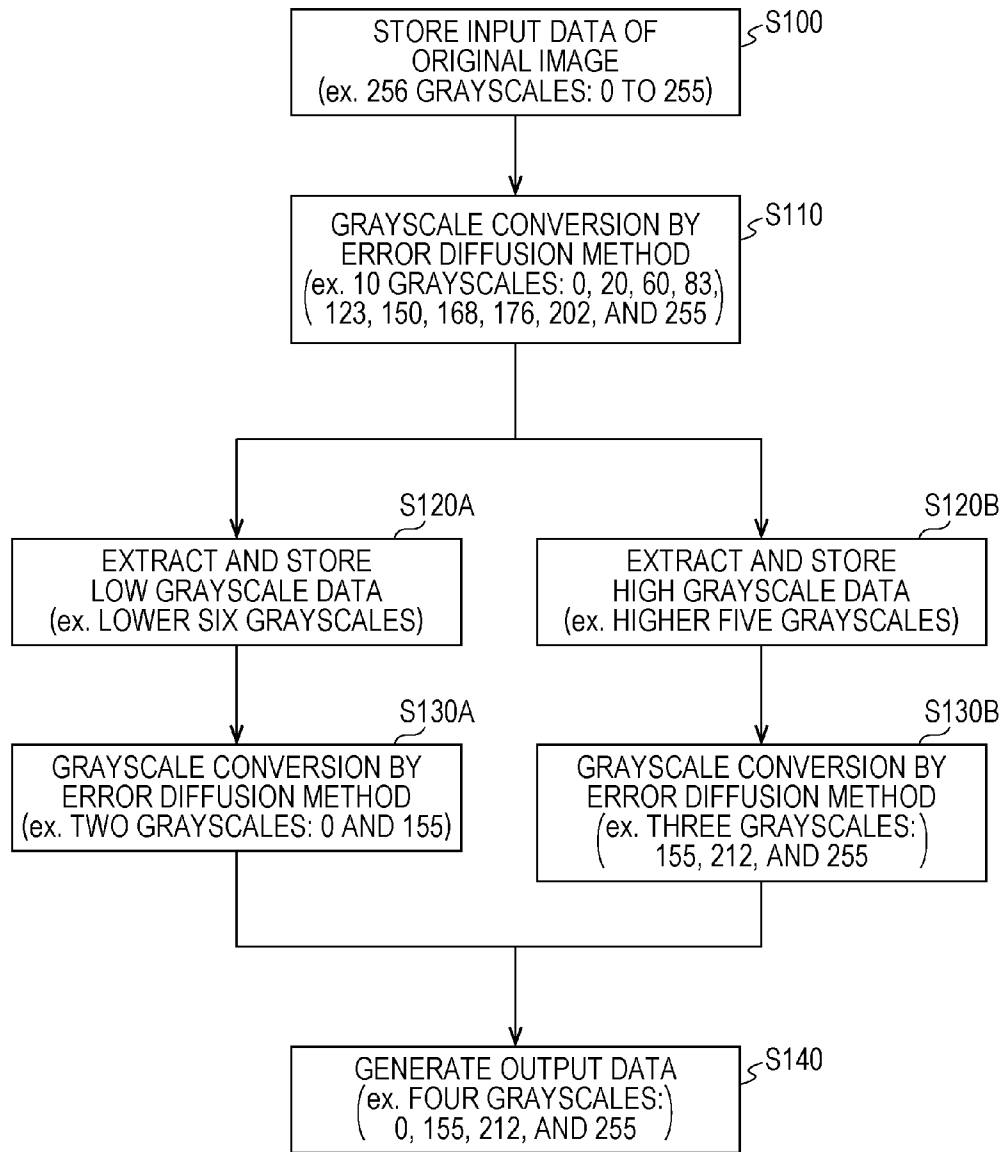 STORE INPUT DATA OF
ORIGINAL IMAGE
(ex. 256 GRAYSCALES: 0 TO 255)
S100
GRAYSCALE CONVERSION BY
ERROR DIFFUSION METHOD
(ex. 10 GRAYSCALES: 0, 20, 60, 83,
123, 150, 168, 176, 202, AND 255)
S110
S120A
EXTRACT AND STORE
LOW GRAYSCALE DATA
(ex. LOWER SIX GRAYSCALES)
S120B
EXTRACT AND STORE
HIGH GRAYSCALE DATA
(ex. HIGHER FIVE GRAYSCALES)
S130A
GRAYSCALE CONVERSION BY
ERROR DIFFUSION METHOD
(ex. TWO GRAYSCALES: 0 AND 155)
S130B
GRAYSCALE CONVERSION BY
ERROR DIFFUSION METHOD
(ex. THREE GRAYSCALES:
155, 212, AND 255)
GENERATE OUTPUT DATA
(ex. FOUR GRAYSCALES:
0, 155, 212, AND 255)
S140